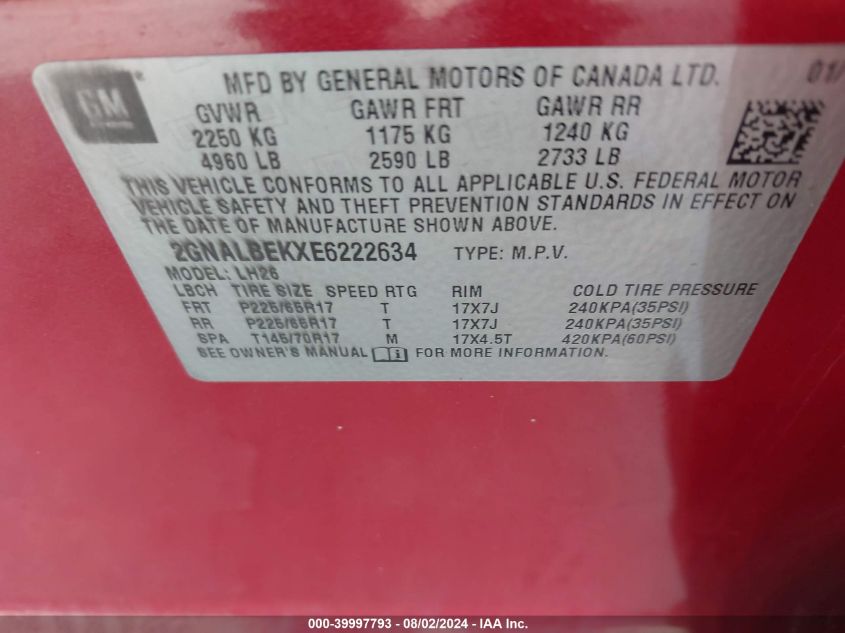 MFD BY GENERAL MOTORS OF CANADA LTD. 01/
GM
GVWR GAWR FRT GAWR RR
2250 KG 1175 KG 1240 KG
4960 LB 2590 LB 2733 LB
THIS VEHICLE CONFORMS TO ALL APPLICABLE U.S. FEDERAL MOTOR
VEHICLE SAFETY AND THEFT PREVENTION STANDARDS IN EFFECT ON
THE DATE OF MANUFACTURE SHOWN ABOVE.
2GNALBEKXE6222634 TYPE: M.P.V.
MODEL: LH26
LBCH TIRE SIZE SPEED RTG RIM COLD TIRE PRESSURE
FRT P225/65R17 T 17X7J 240KPA(35PSI)
RR P225/65R17 T 17X7J 240KPA(35PSI)
SPA T145/70R17 M 17X4.5T 420KPA(60PSI)
SEE OWNER'S MANUAL FOR MORE INFORMATION.
000-39997793 - 08/02/2024 - IAA Inc.